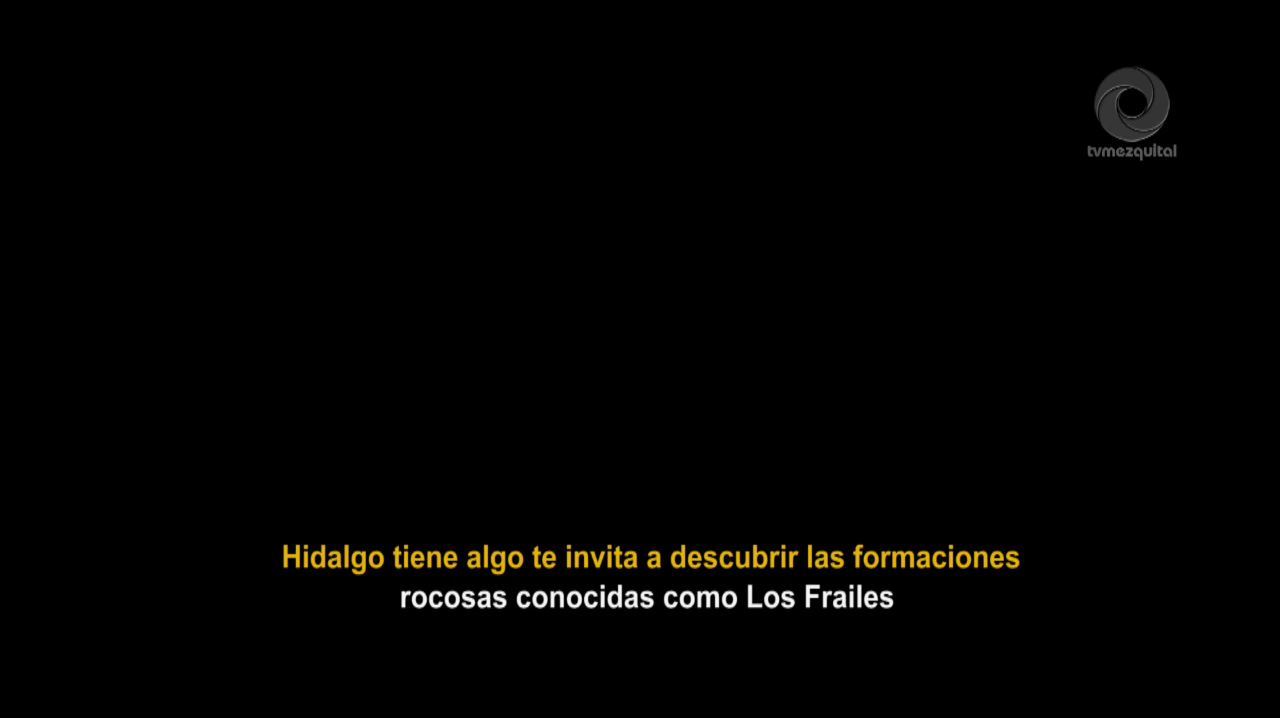 tvmezquital
Hidalgo tiene algo te invita a descubrir las formaciones
rocosas conocidas como Los Frailes